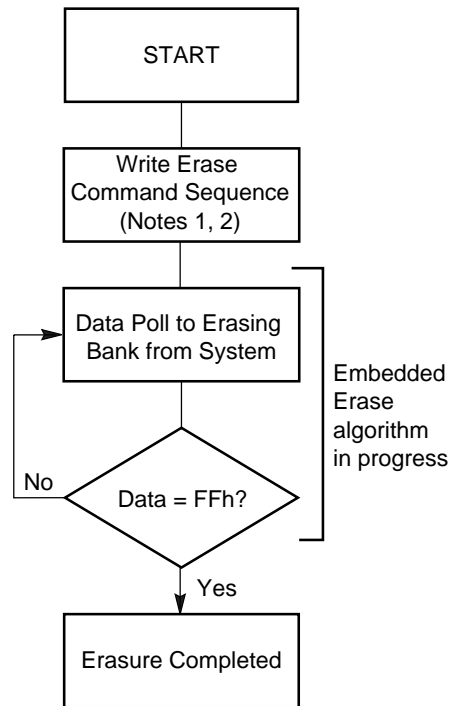 START
Write Erase
Command Sequence
(Notes 1, 2)
Data Poll to Erasing
Bank from System
Embedded
Erase
algorithm
in progress
No
Data = FFh?
Yes
Erasure Completed